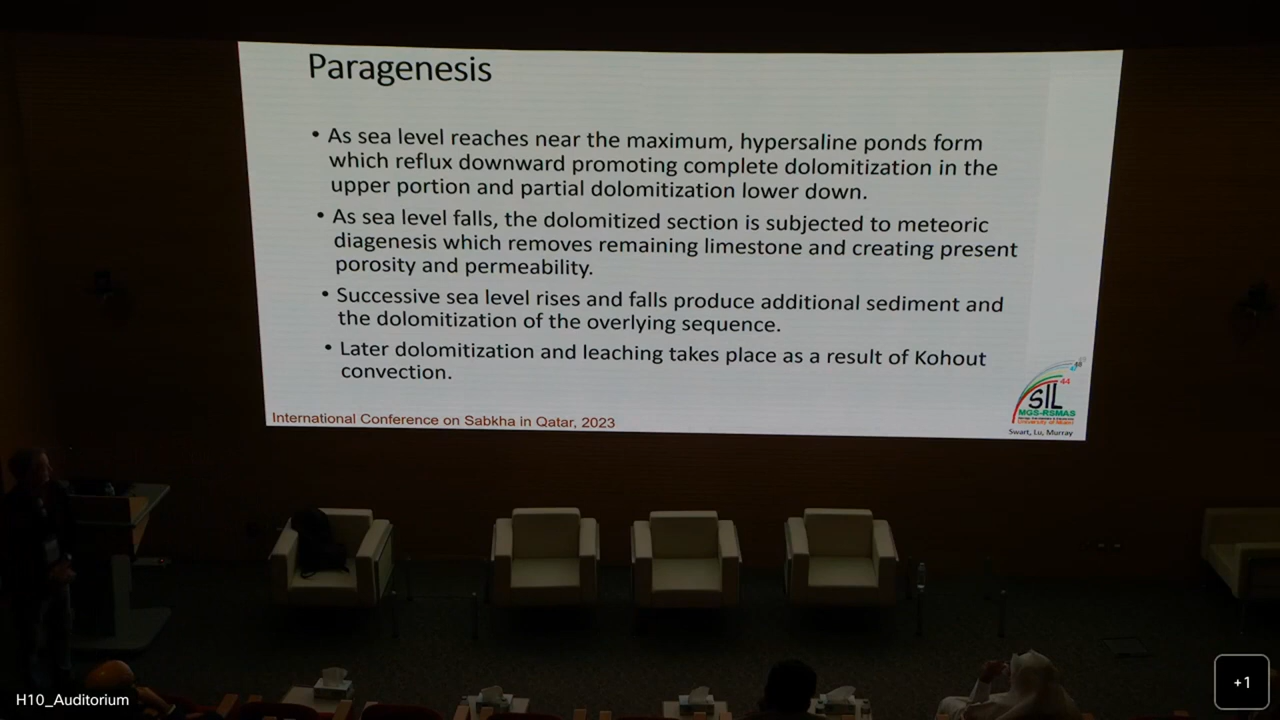 Paragenesis
• As sea level reaches near the maximum, hypersaline ponds form
which reflux downward promoting complete dolomitization in the
upper portion and partial dolomitization lower down.
• As sea level falls, the dolomitized section is subjected to meteoric
diagenesis which removes remaining limestone and creating present
porosity and permeability.
• Successive sea level rises and falls produce additional sediment and
the dolomitization of the overlying sequence.
• Later dolomitization and leaching takes place as a result of Kohout
convection.
44
SIL
MGS-RSMAS
University of Miami
Swart, Lu, Murray
International Conference on Sabkha in Qatar, 2023
H10_Auditorium
+1